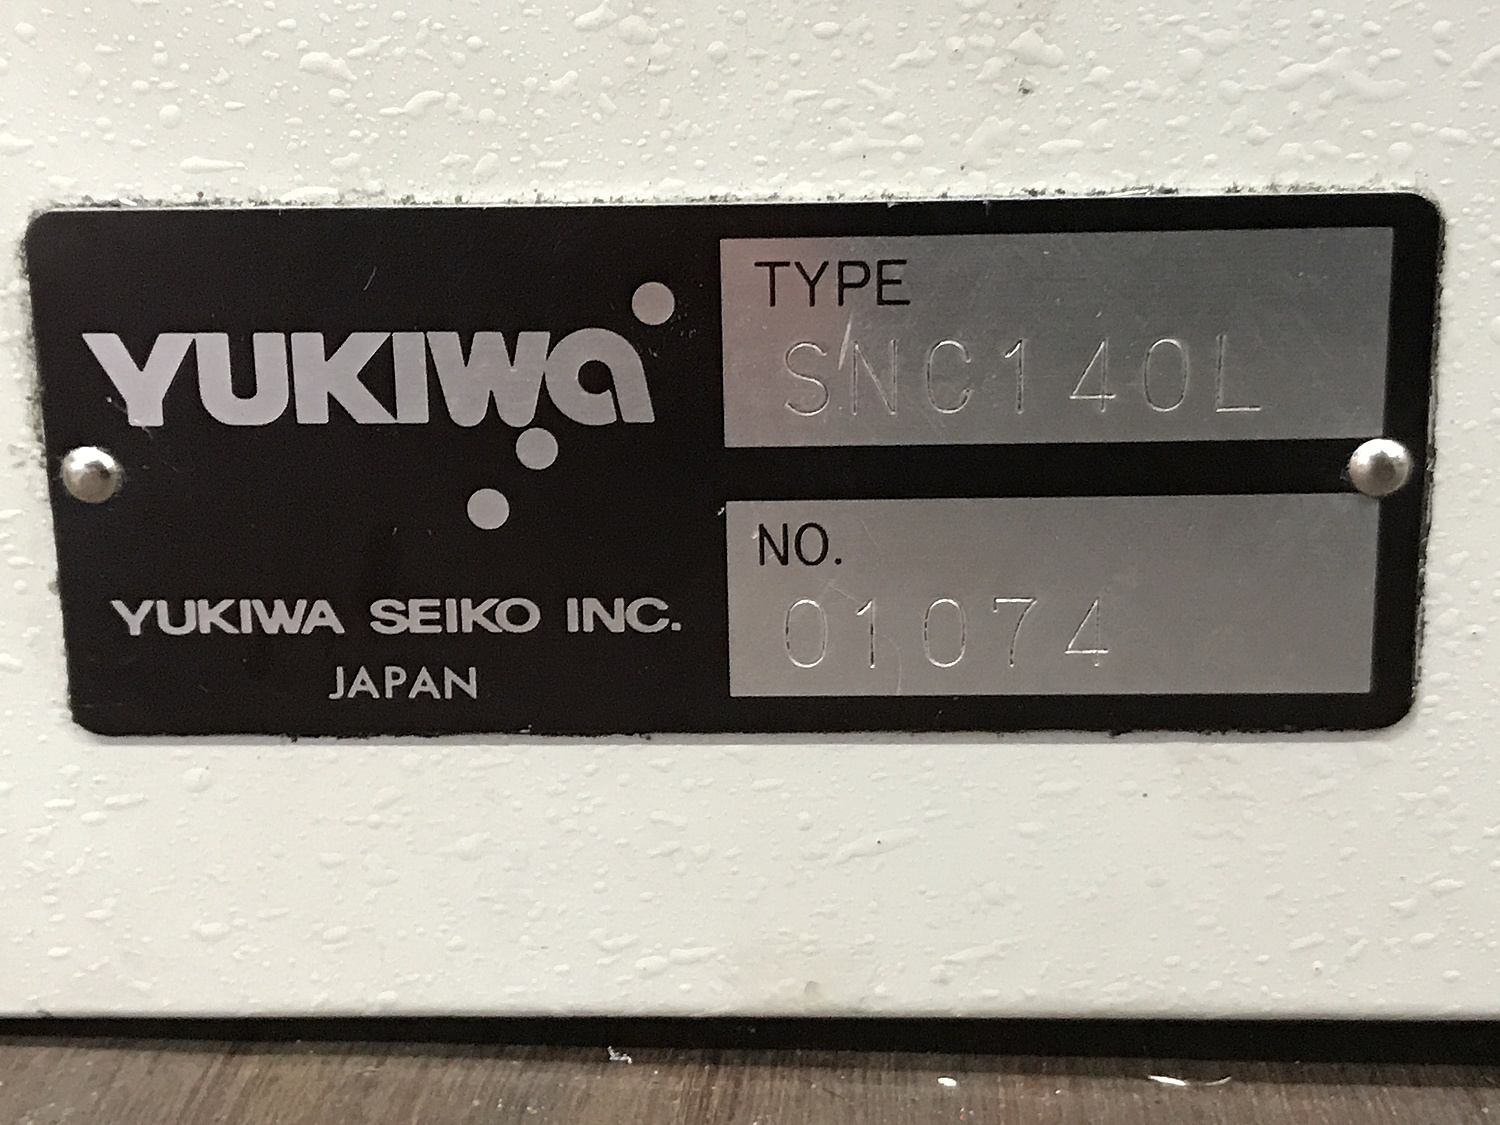 YUKIWA
YUKIWA SEIKO INC.
JAPAN
TYPE
SNC140L
NO.
01074